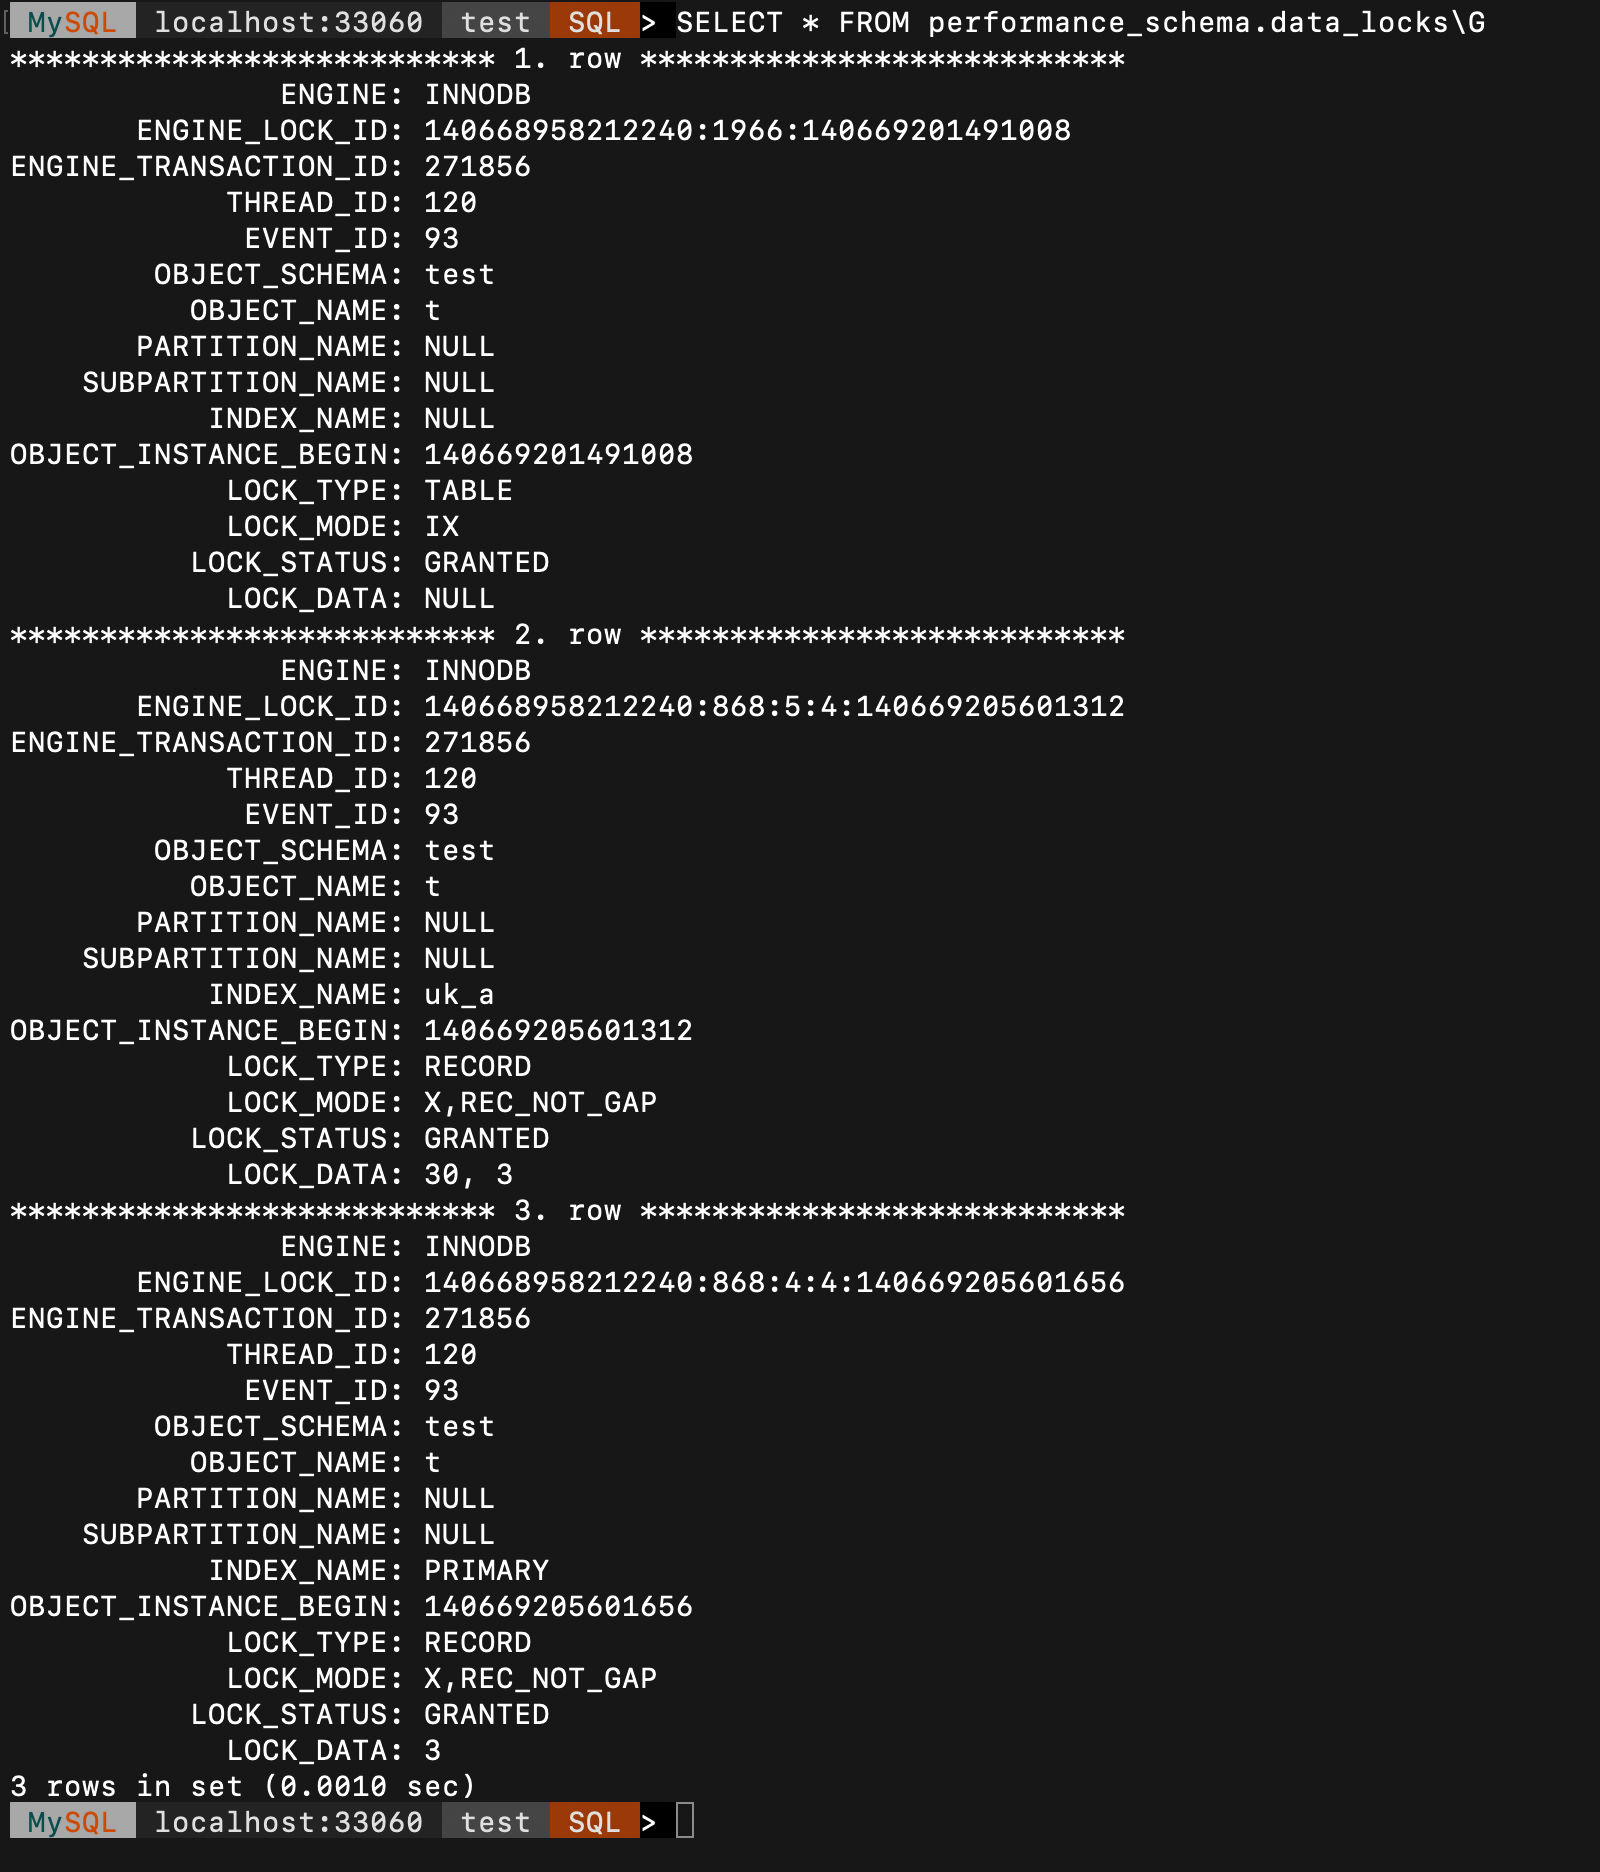 MySQL localhost:33060 test SQL > SELECT * FROM performance_schema.data_locks\G
*************************** 1. row ***************************
ENGINE: INNODB
ENGINE_LOCK_ID: 140668958212240:1966:140669201491008
ENGINE_TRANSACTION_ID: 271856
THREAD_ID: 120
EVENT_ID: 93
OBJECT_SCHEMA: test
OBJECT_NAME: t
PARTITION_NAME: NULL
SUBPARTITION_NAME: NULL
INDEX_NAME: NULL
OBJECT_INSTANCE_BEGIN: 140669201491008
LOCK_TYPE: TABLE
LOCK_MODE: IX
LOCK_STATUS: GRANTED
LOCK_DATA: NULL
*************************** 2. row ***************************
ENGINE: INNODB
ENGINE_LOCK_ID: 140668958212240:868:5:4:140669205601312
ENGINE_TRANSACTION_ID: 271856
THREAD_ID: 120
EVENT_ID: 93
OBJECT_SCHEMA: test
OBJECT_NAME: t
PARTITION_NAME: NULL
SUBPARTITION_NAME: NULL
INDEX_NAME: uk_a
OBJECT_INSTANCE_BEGIN: 140669205601312
LOCK_TYPE: RECORD
LOCK_MODE: X,REC_NOT_GAP
LOCK_STATUS: GRANTED
LOCK_DATA: 30, 3
*************************** 3. row ***************************
ENGINE: INNODB
ENGINE_LOCK_ID: 140668958212240:868:4:4:140669205601656
ENGINE_TRANSACTION_ID: 271856
THREAD_ID: 120
EVENT_ID: 93
OBJECT_SCHEMA: test
OBJECT_NAME: t
PARTITION_NAME: NULL
SUBPARTITION_NAME: NULL
INDEX_NAME: PRIMARY
OBJECT_INSTANCE_BEGIN: 140669205601656
LOCK_TYPE: RECORD
LOCK_MODE: X,REC_NOT_GAP
LOCK_STATUS: GRANTED
LOCK_DATA: 3
3 rows in set (0.0010 sec)
MySQL localhost:33060 test SQL >